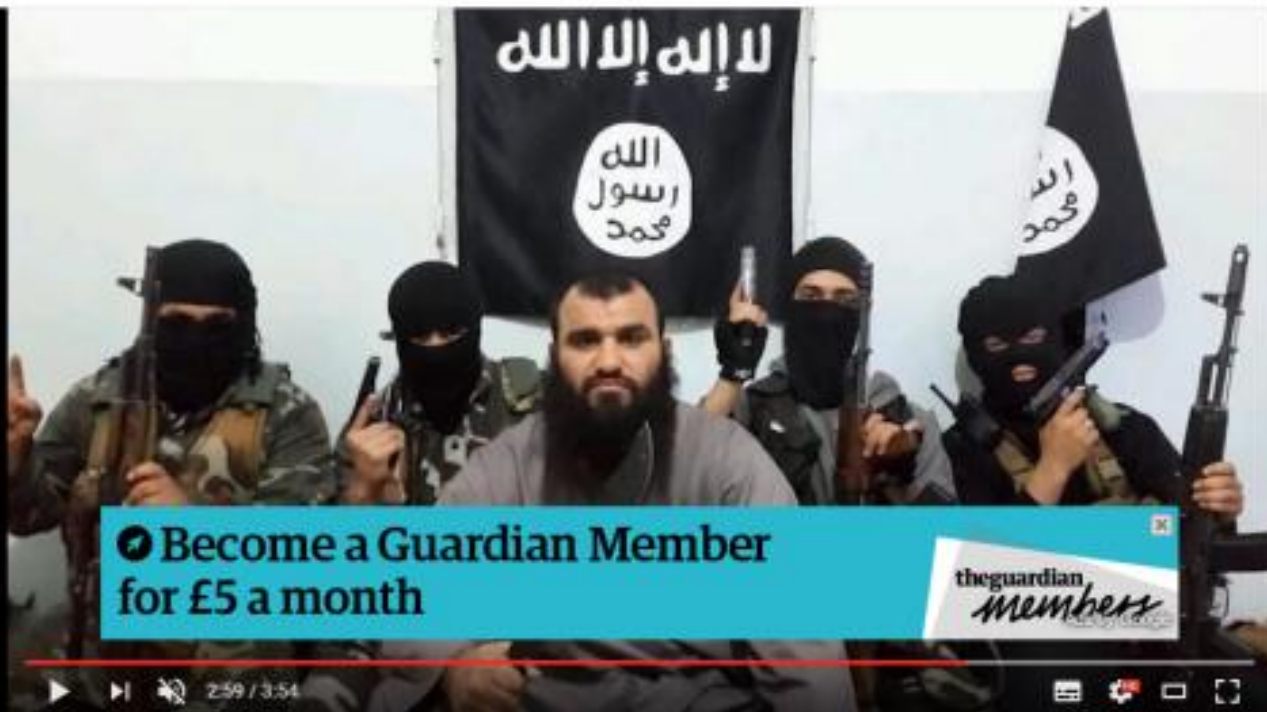 لا إله إلا الله
الله
رسول
محمد
محمد
Become a Guardian Member
for £5 a month
theguardian
members
2:59 / 3:54